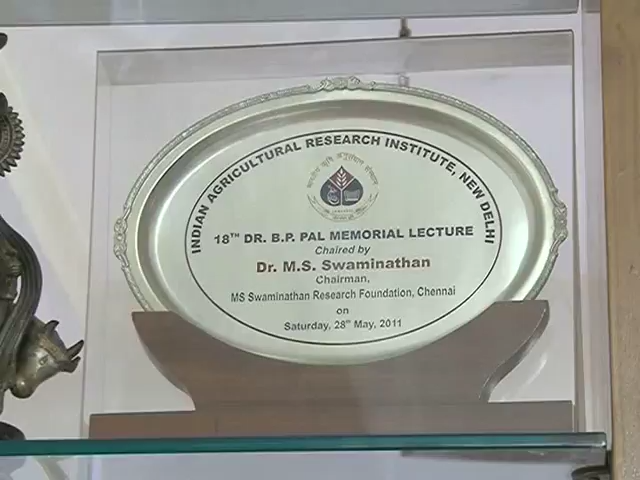 INDIAN AGRICULTURAL RESEARCH INSTITUTE, NEW DELHI
18TH DR. B.P. PAL MEMORIAL LECTURE
Chaired by
Dr. M.S. Swaminathan
Chairman,
MS Swaminathan Research Foundation, Chennai
on
Saturday, 28th May, 2011